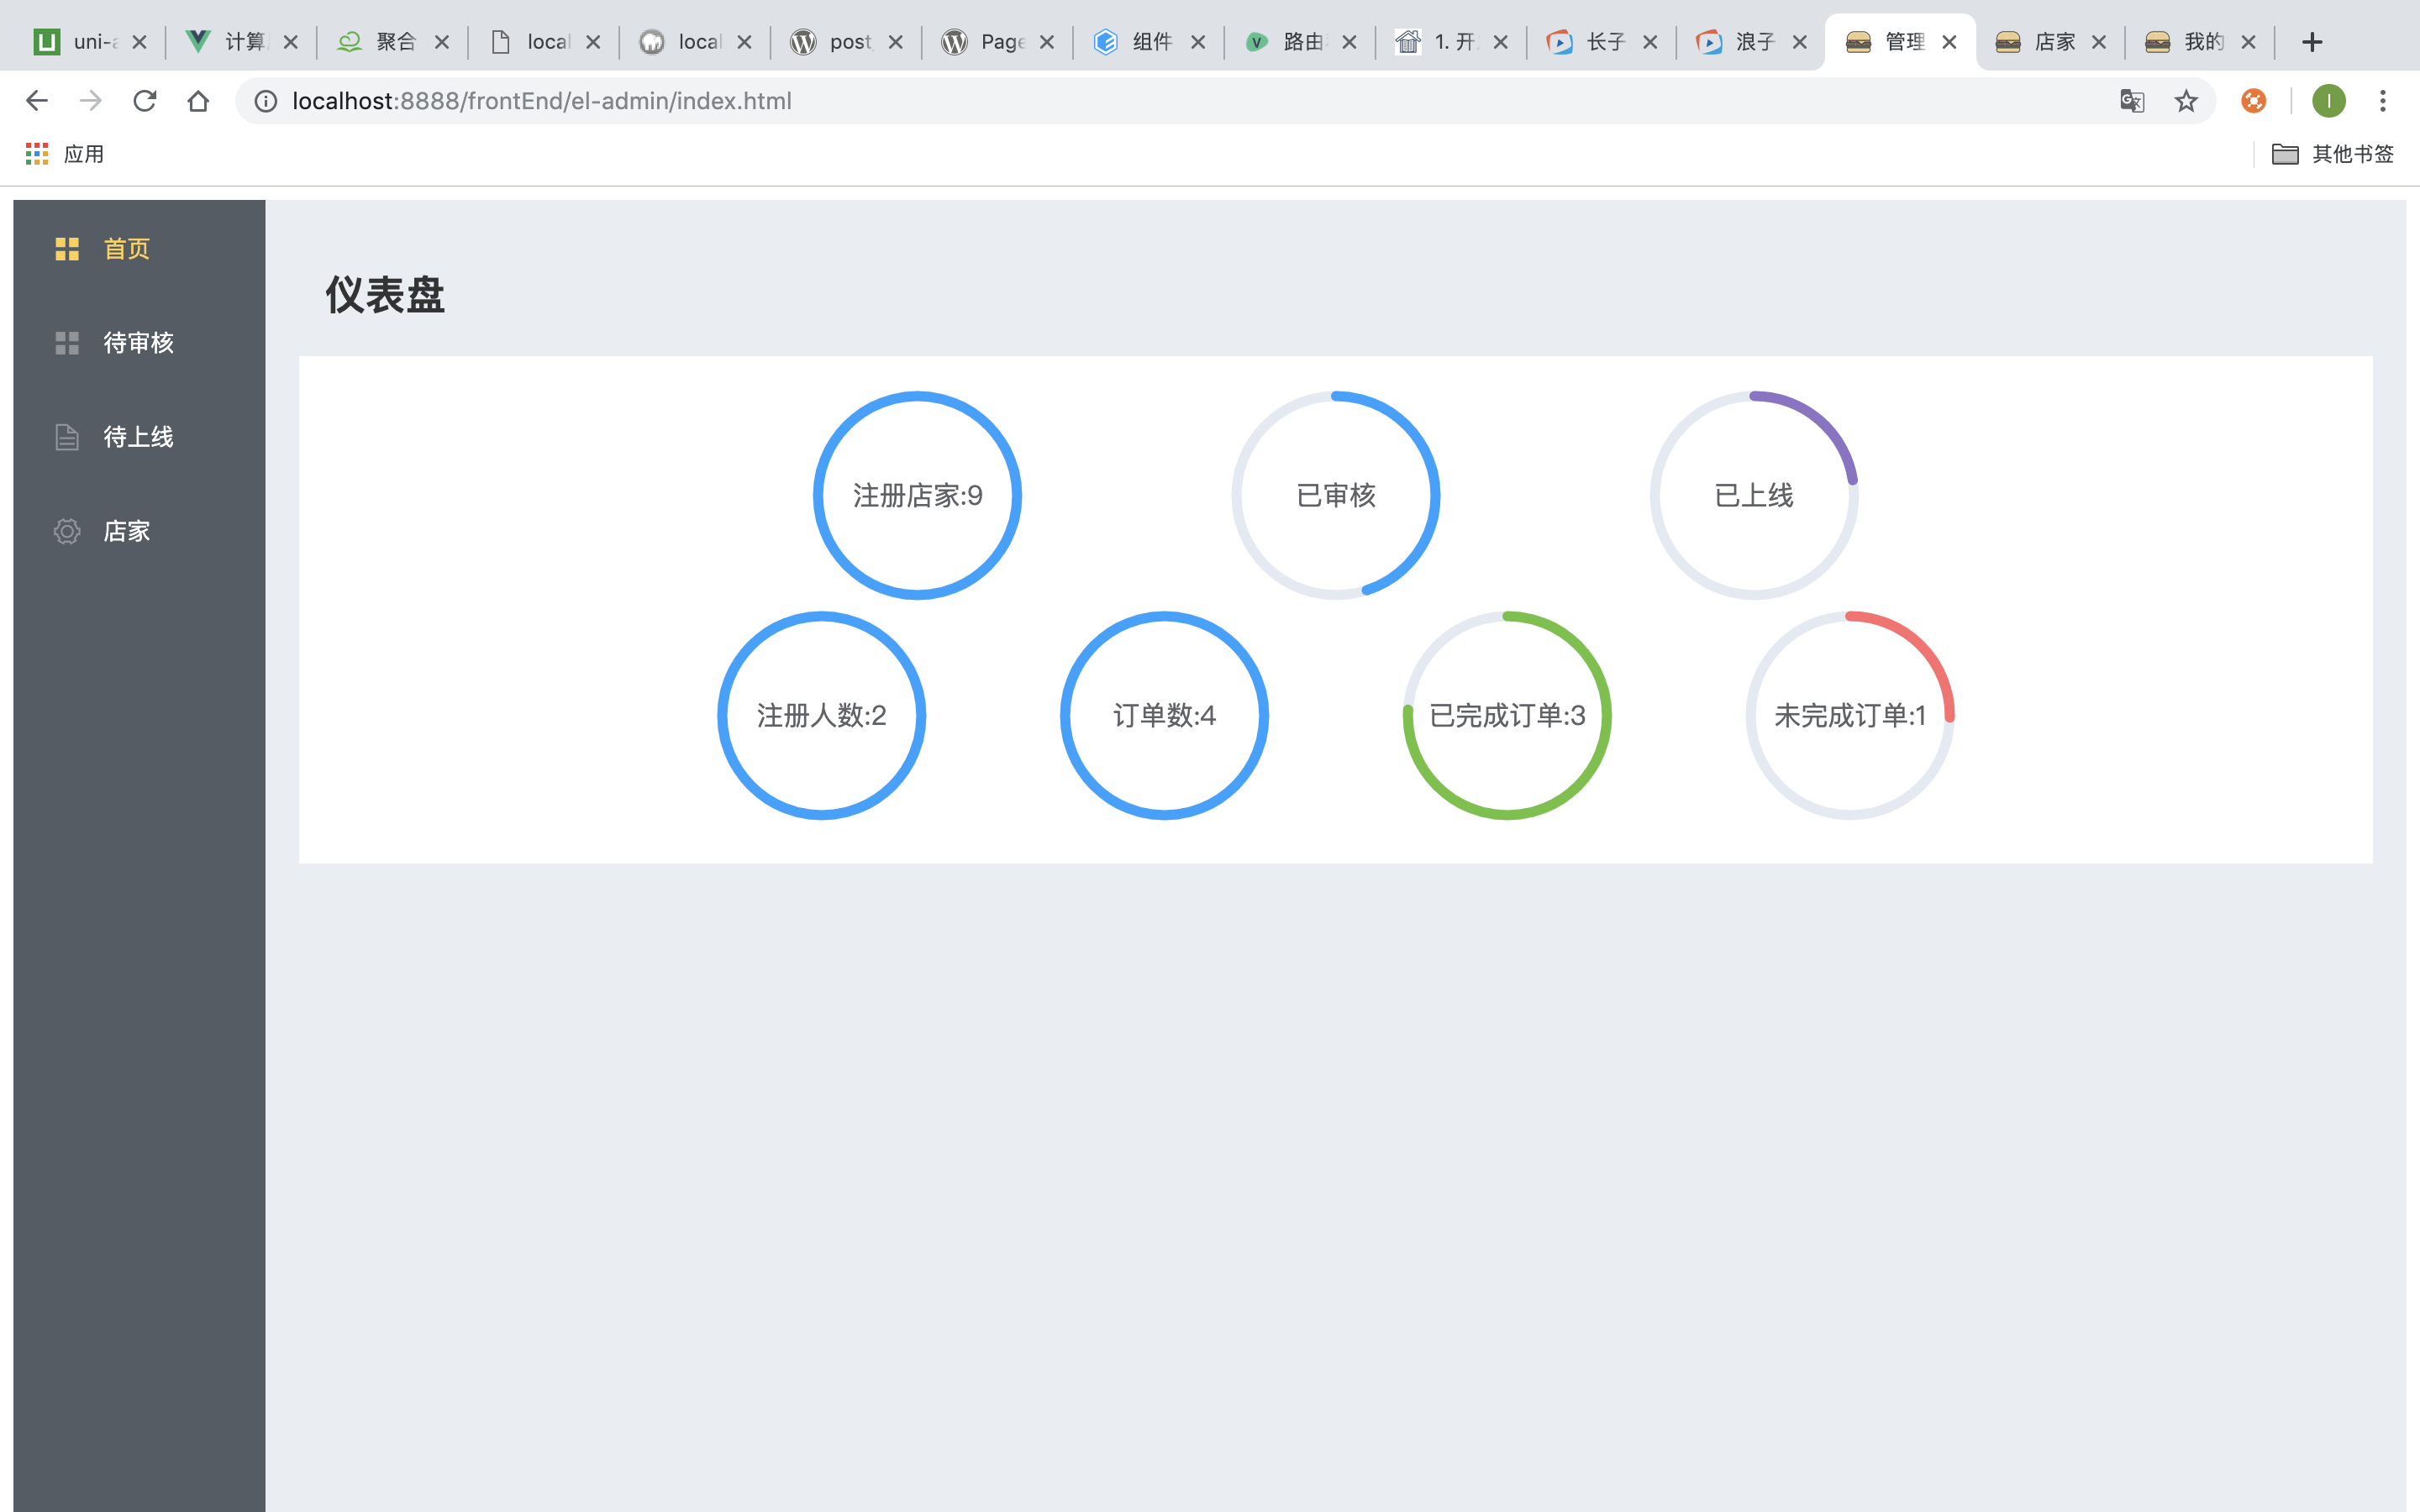 uni-a
计算
聚合
local
local
post_
Page
组件
路由
1. 开
长子
浪子
管理
店家
我的
localhost:8888/frontEnd/el-admin/index.html
应用
其他书签
首页
待审核
待上线
店家
仪表盘
注册店家:9
已审核
已上线
注册人数:2
订单数:4
已完成订单:3
未完成订单:1